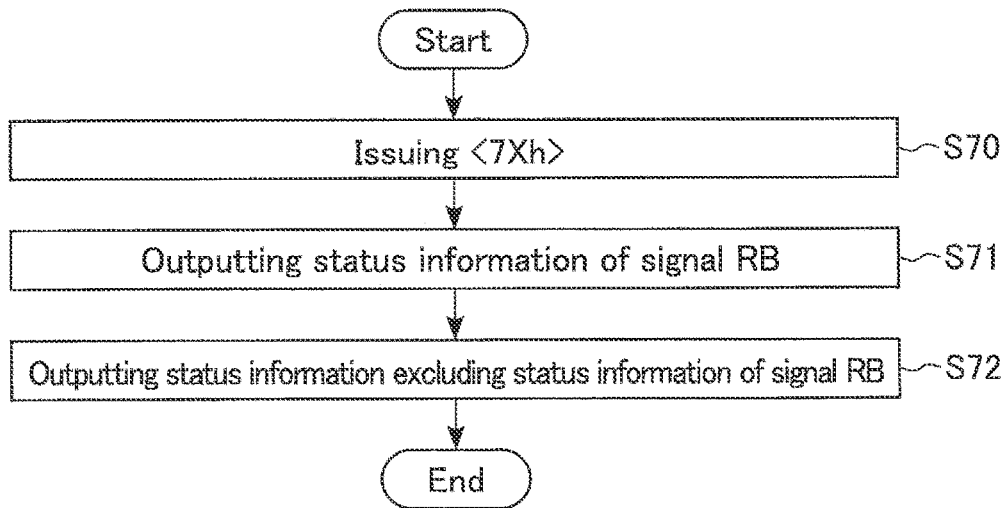 Start
Issuing <7Xh>
S70
Outputting status information of signal RB
S71
Outputting status information excluding status information of signal RB
S72
End